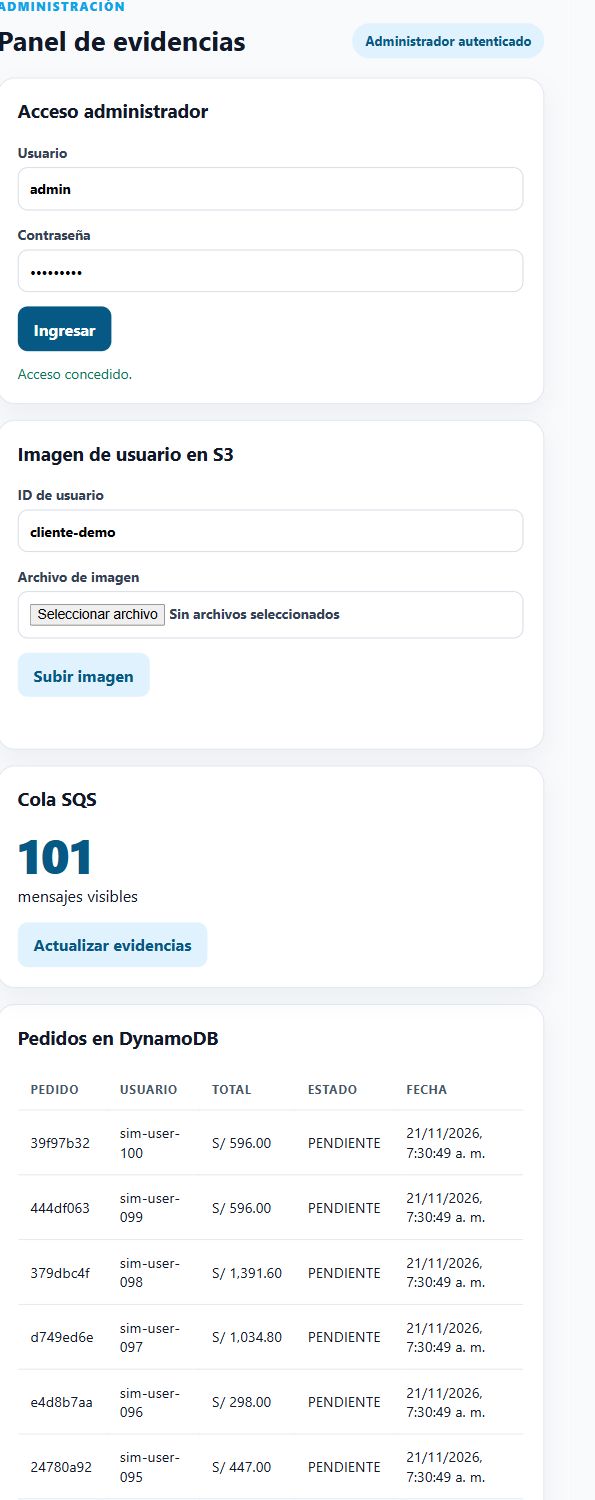 ADMINISTRACIÓN
Panel de evidencias
Administrador autenticado
Acceso administrador
Usuario
admin
Contraseña
•••••••••
Ingresar
Acceso concedido.
Imagen de usuario en S3
ID de usuario
cliente-demo
Archivo de imagen
Seleccionar archivo Sin archivos seleccionados
Subir imagen
Cola SQS
101
mensajes visibles
Actualizar evidencias
Pedidos en DynamoDB
PEDIDO USUARIO TOTAL ESTADO FECHA
39f97b32 sim-user-100 S/ 596.00 PENDIENTE 21/11/2026, 7:30:49 a. m.
444df063 sim-user-099 S/ 596.00 PENDIENTE 21/11/2026, 7:30:49 a. m.
379dbc4f sim-user-098 S/ 1,391.60 PENDIENTE 21/11/2026, 7:30:49 a. m.
d749ed6e sim-user-097 S/ 1,034.80 PENDIENTE 21/11/2026, 7:30:49 a. m.
e4d8b7aa sim-user-096 S/ 298.00 PENDIENTE 21/11/2026, 7:30:49 a. m.
24780a92 sim-user-095 S/ 447.00 PENDIENTE 21/11/2026, 7:30:49 a. m.